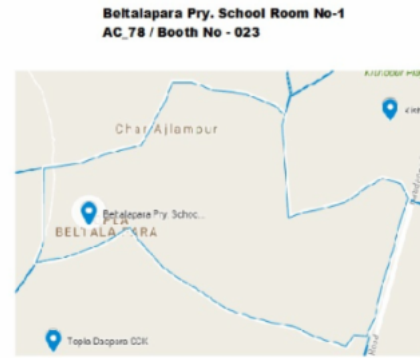 Beltalapara Pry. School Room No-1
AC_78 / Booth No - 023
Char Ajlampur
Beltalapara Pry. Schoc...
BELTALA PARA
Topla Daopara CCK